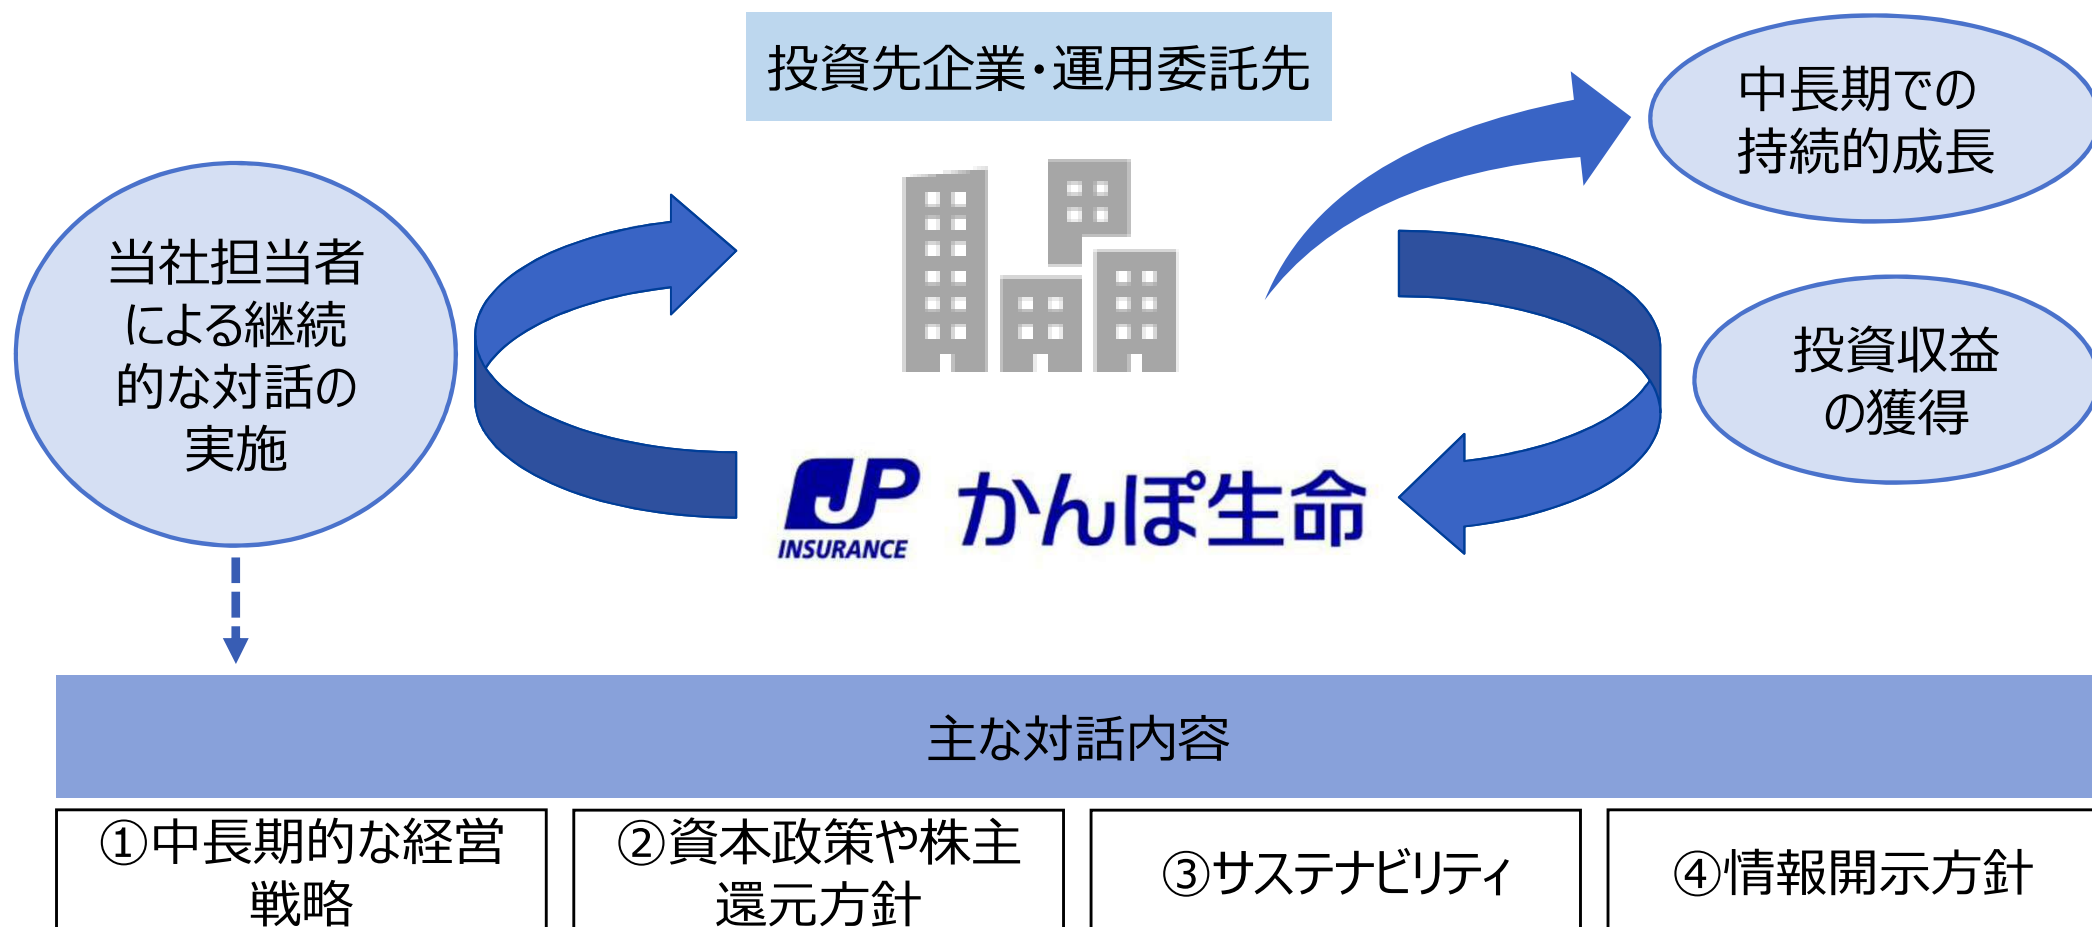 投資先企業・運用委託先
中長期での
持続的成長
当社担当者
による継続
的な対話の
実施
投資収益
の獲得
JP
INSURANCE
かんぽ生命
主な対話内容
①中長期的な経営
戦略
②資本政策や株主
還元方針
③サステナビリティ
④情報開示方針